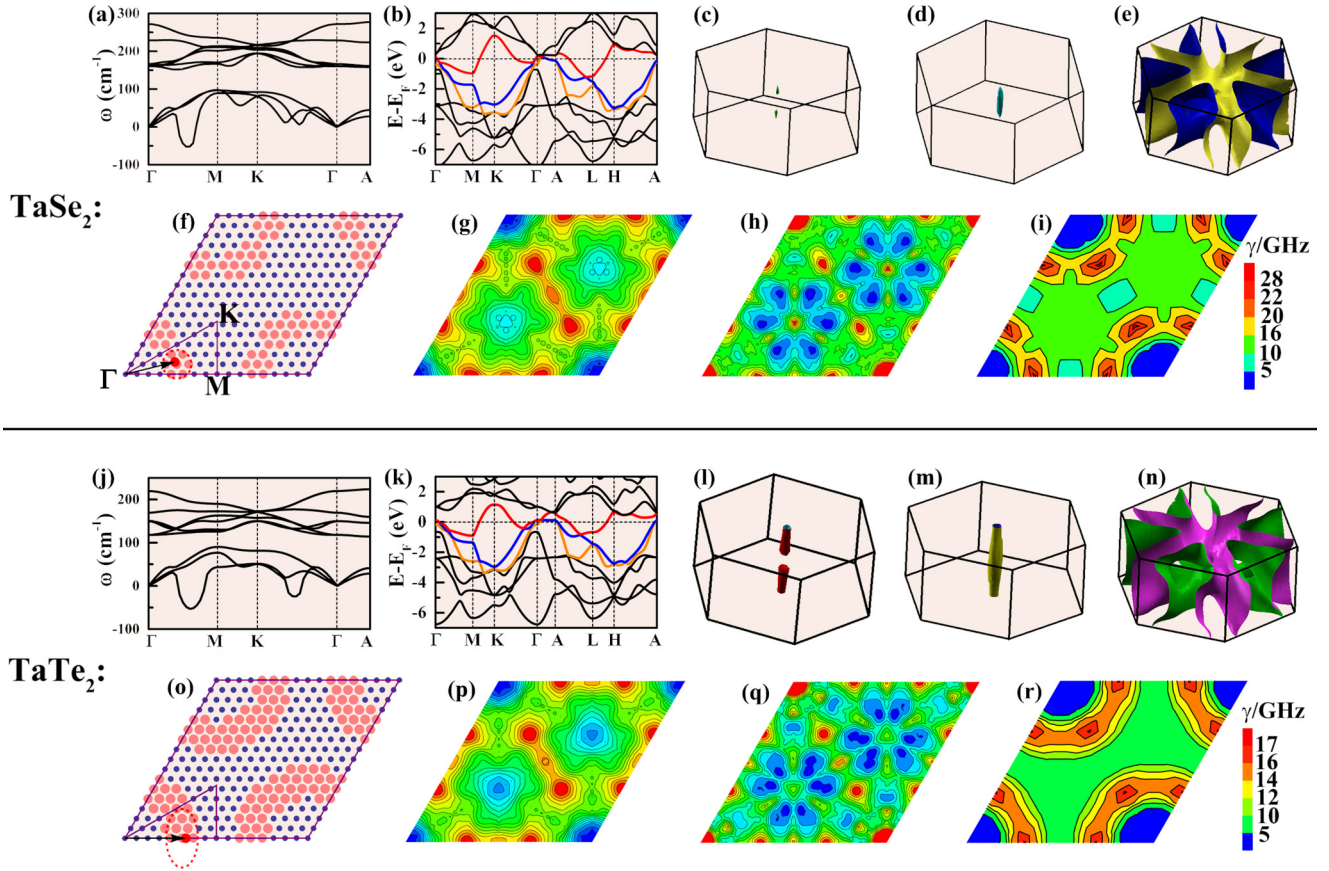 (a) (b) (c) (d) (e)
ω (cm⁻¹)
300
200
100
0
-100
Γ M K Γ A
E-E_F (eV)
2
0
-2
-4
-6
Γ M K Γ A L H A
TaSe₂:
(f) (g) (h) (i)
K
Γ
M
γ/GHz
28
22
20
16
10
5
(j) (k) (l) (m) (n)
ω (cm⁻¹)
200
100
0
-100
Γ M K Γ A
E-E_F (eV)
2
0
-2
-4
-6
Γ M K Γ A L H A
TaTe₂:
(o) (p) (q) (r)
γ/GHz
17
16
14
12
10
5